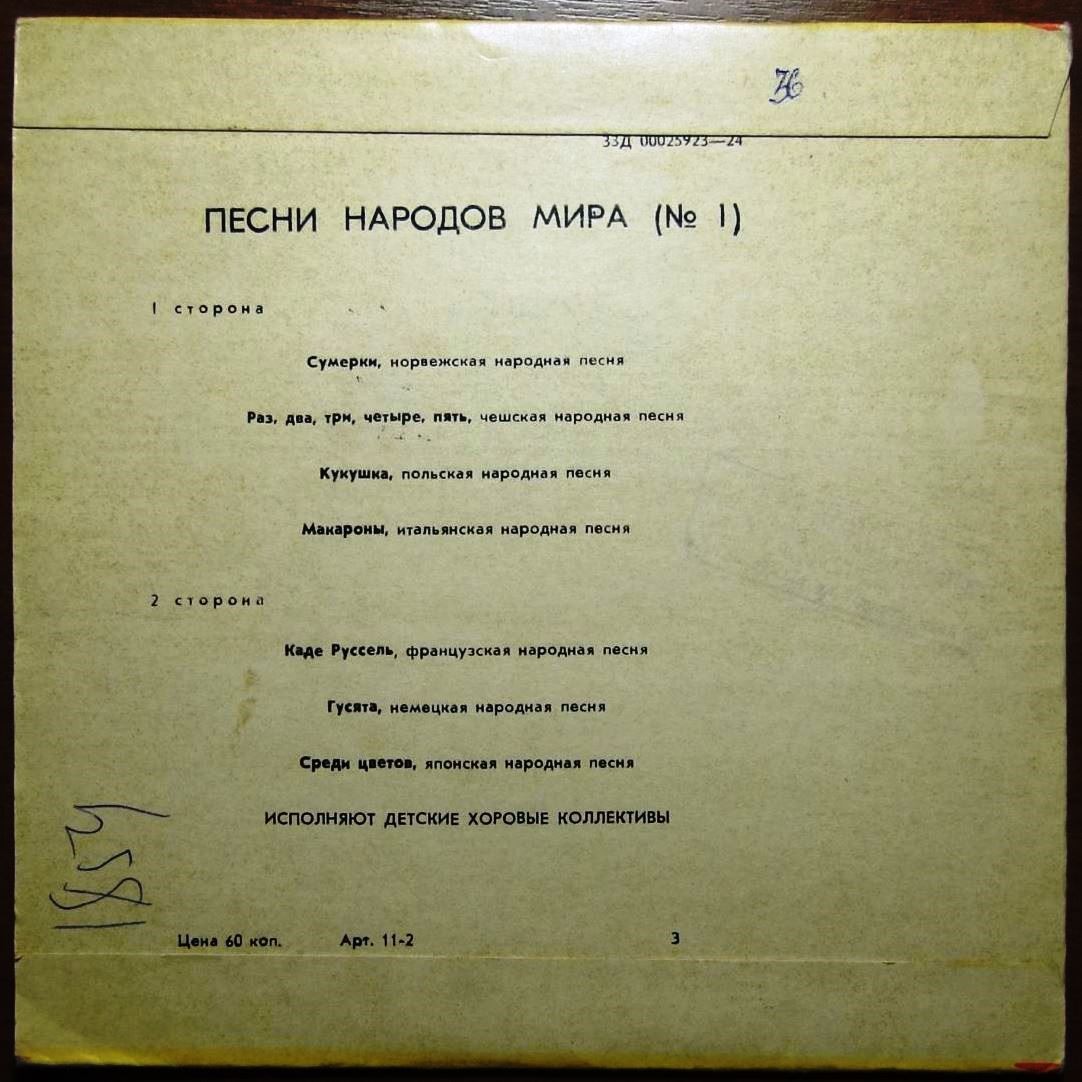 36
33Д 00025923—24
ПЕСНИ НАРОДОВ МИРА (№ 1)
1 сторона
Сумерки, норвежская народная песня
Раз, два, три, четыре, пять, чешская народная песня
Кукушка, польская народная песня
Макароны, итальянская народная песня
2 сторона
Каде Руссель, французская народная песня
Гусята, немецкая народная песня
Среди цветов, японская народная песня
ИСПОЛНЯЮТ ДЕТСКИЕ ХОРОВЫЕ КОЛЛЕКТИВЫ
Цена 60 коп. Арт. 11-2 3